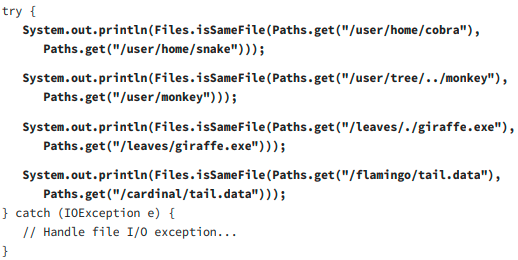 try {
System.out.println(Files.isSameFile(Paths.get("/user/home/cobra"),
Paths.get("/user/home/snake")));
System.out.println(Files.isSameFile(Paths.get("/user/tree/../monkey"),
Paths.get("/user/monkey")));
System.out.println(Files.isSameFile(Paths.get("/leaves/./giraffe.exe"),
Paths.get("/leaves/giraffe.exe")));
System.out.println(Files.isSameFile(Paths.get("/flamingo/tail.data"),
Paths.get("/cardinal/tail.data")));
} catch (IOException e) {
// Handle file I/O exception...
}